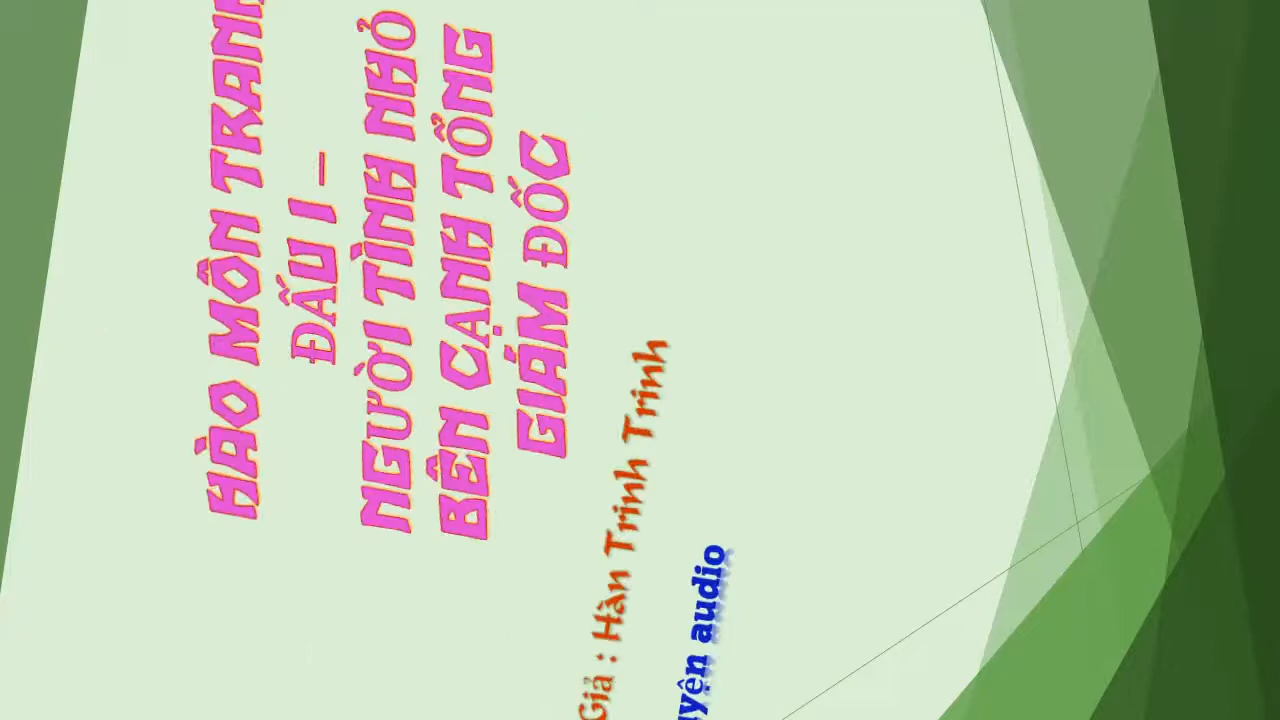 HÀO MÔN TRANH
ĐẤU I –
NGƯỜI TÌNH NHỎ
BÊN CẠNH TỔNG
GIÁM ĐỐC
Giả : Hàn Trinh Trinh
audio